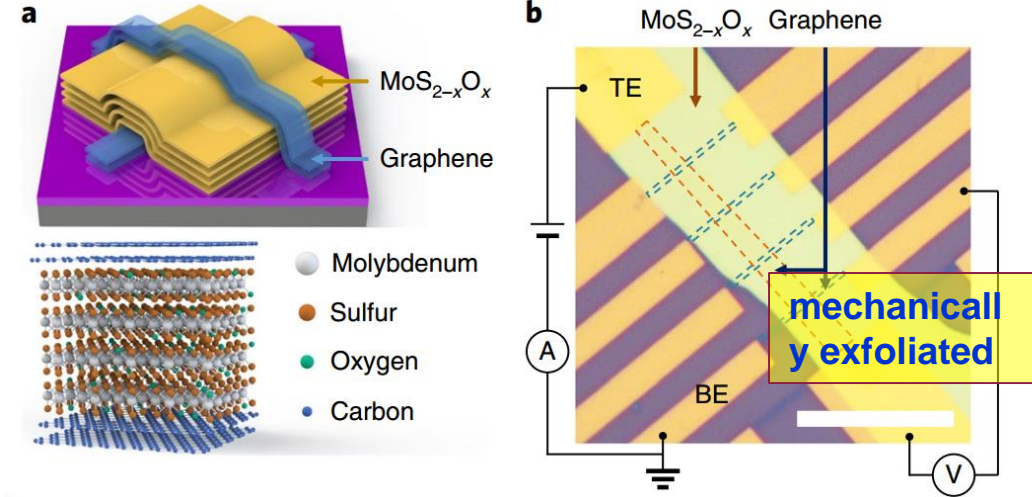 a
MoS₂₋ₓOₓ
Graphene
Molybdenum
Sulfur
Oxygen
Carbon
b
MoS₂₋ₓOₓ Graphene
TE
A
BE
V
mechanicall
y exfoliated